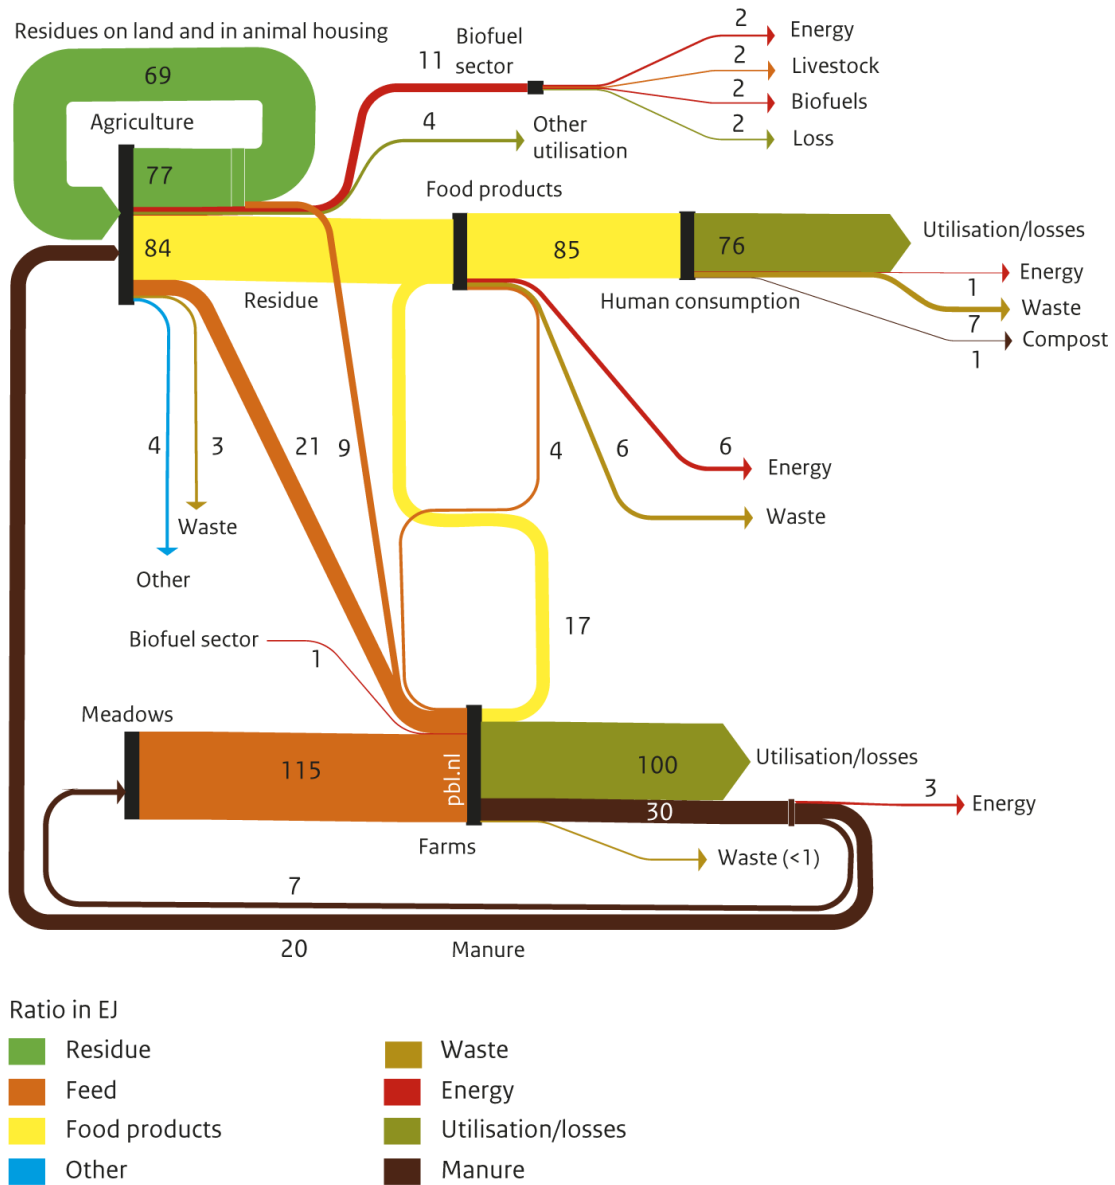 Residues on land and in animal housing
69
Agriculture
77
11
Biofuel
sector
2
Energy
2
Livestock
2
Biofuels
2
Loss
4
Other
utilisation
Food products
84
85
76
Utilisation/losses
Energy
1
Waste
7
Compost
1
Residue
Human consumption
4
3
21
9
4
6
6
Energy
Waste
Waste
Other
17
Biofuel sector
1
Meadows
115
pbl.nl
100
Utilisation/losses
30
3
Energy
Farms
Waste (<1)
7
20
Manure
Ratio in EJ
Residue
Feed
Food products
Other
Waste
Energy
Utilisation/losses
Manure